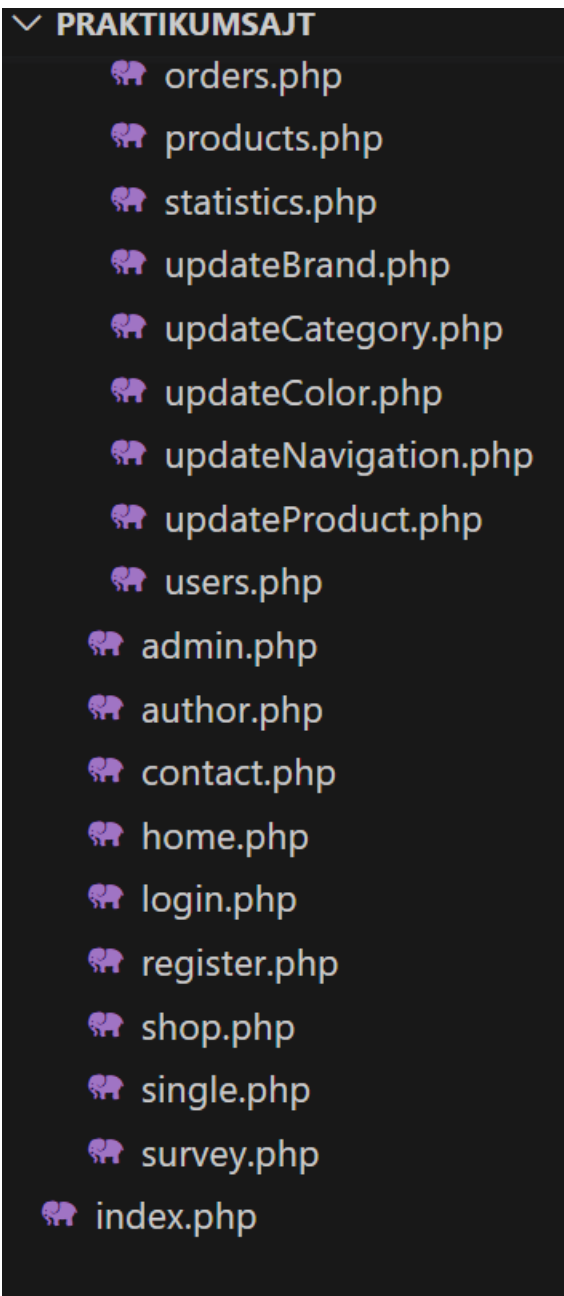 PRAKTIKUMSAJT
orders.php
products.php
statistics.php
updateBrand.php
updateCategory.php
updateColor.php
updateNavigation.php
updateProduct.php
users.php
admin.php
author.php
contact.php
home.php
login.php
register.php
shop.php
single.php
survey.php
index.php